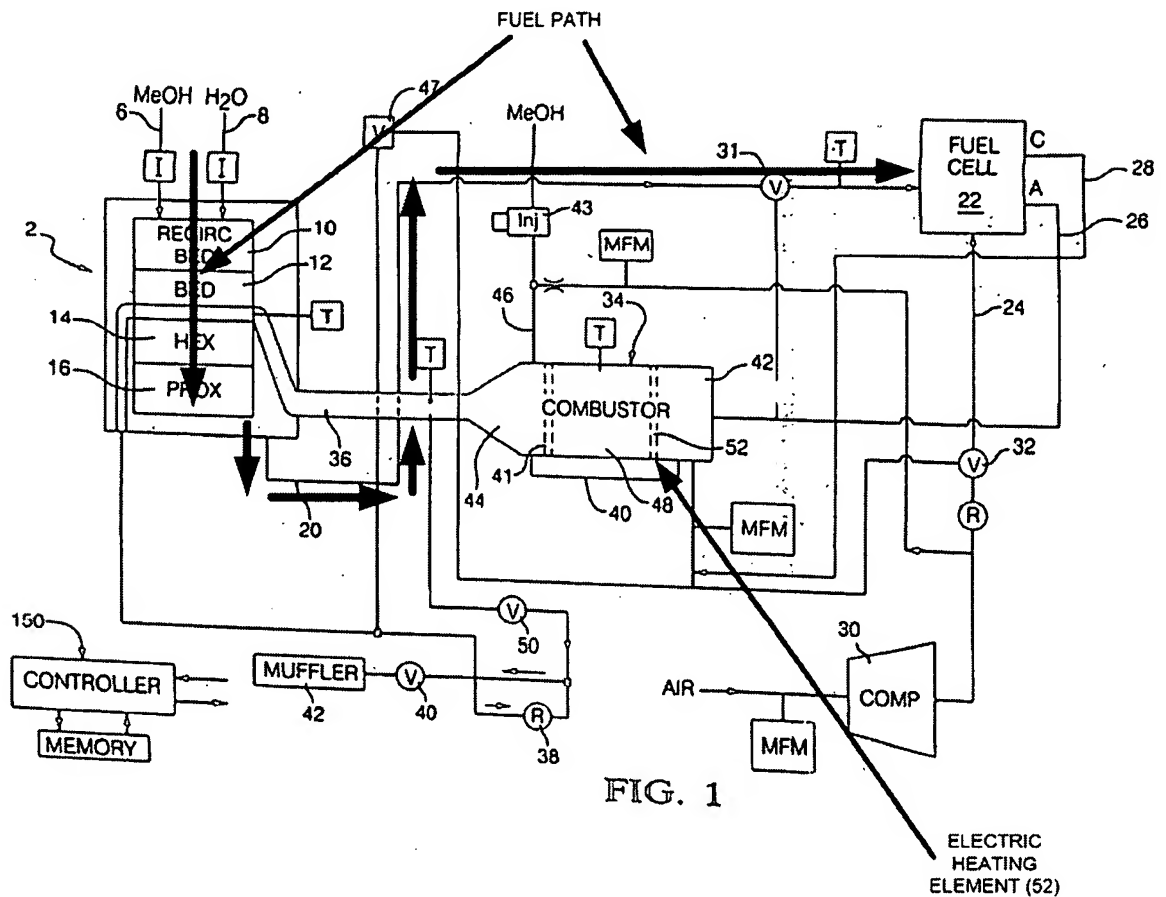 FUEL PATH
MeOH H₂O
6
8
47
V
MeOH
I
I
31
T
FUEL
CELL
22
C
A
28
26
V
Inj
43
2
RECIRC
BED
10
MFM
BED
12
24
14
HEX
T
46
34
T
T
42
16
PROX
COMBUSTOR
36
44
41
52
48
40
V
32
20
MFM
R
150
V
50
30
CONTROLLER
MUFFLER
V
42
40
AIR
COMP
MEMORY
R
38
MFM
FIG. 1
ELECTRIC
HEATING
ELEMENT (52)